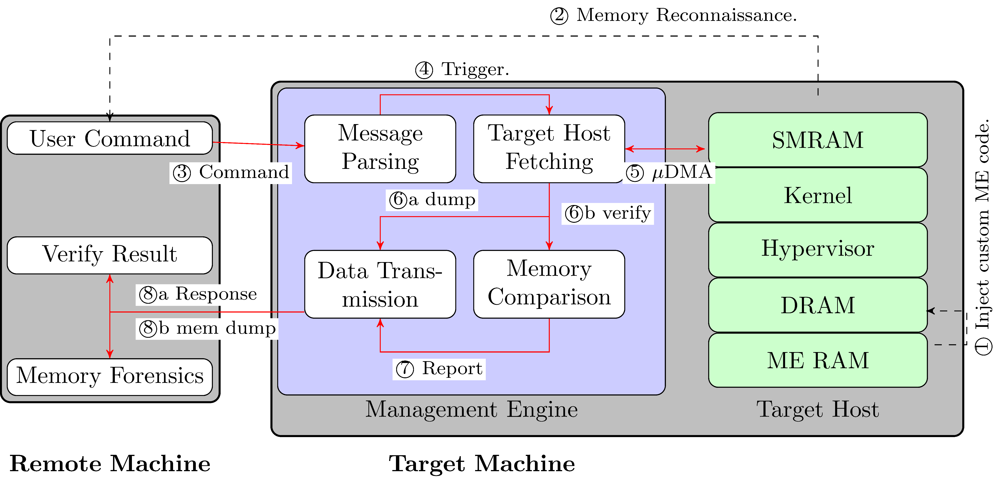 ② Memory Reconnaissance.
④ Trigger.
User Command
③ Command
Message
Parsing
Target Host
Fetching
⑤ μDMA
SMRAM
Kernel
Hypervisor
DRAM
ME RAM
① Inject custom ME code.
⑥a dump
⑥b verify
Verify Result
Data Trans-
mission
Memory
Comparison
⑧a Response
⑧b mem dump
⑦ Report
Memory Forensics
Management Engine
Target Host
Remote Machine
Target Machine